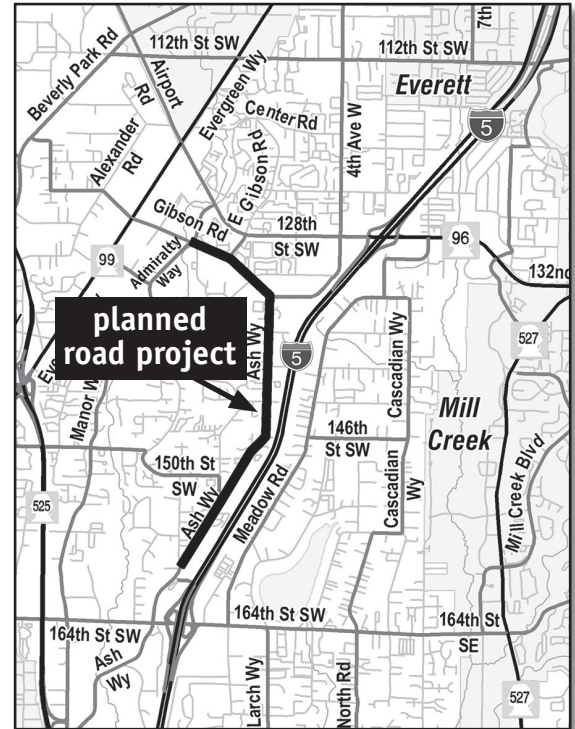 7th
112th St SW
112th St SW
Beverly Park Rd
Airport
Rd
Evergreen Wy
Everett
5
Alexander
Rd
Center Rd
E Gibson Rd
4th Ave W
Gibson Rd
128th
St SW
96
99
Admiralty
Way
132nd
planned
road project
Ash Wy
5
Cascadian Wy
527
Manor W
Mill
Creek
146th
St SW
150th St
SW
Cascadian
Wy
Mill Creek Blvd
525
Ash Wy
Meadow Rd
164th St SW
164th St SW
164th St
SE
Ash
Wy
Larch Wy
North Rd
527